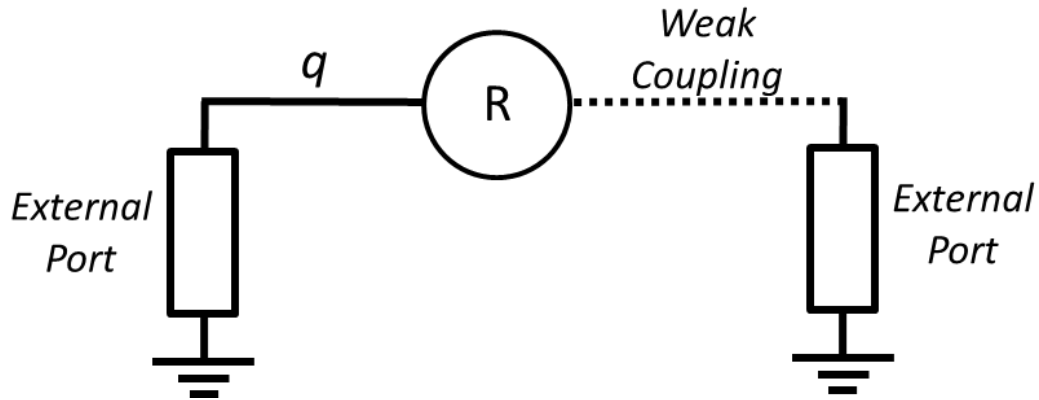 q
R
Weak
Coupling
External
Port
External
Port